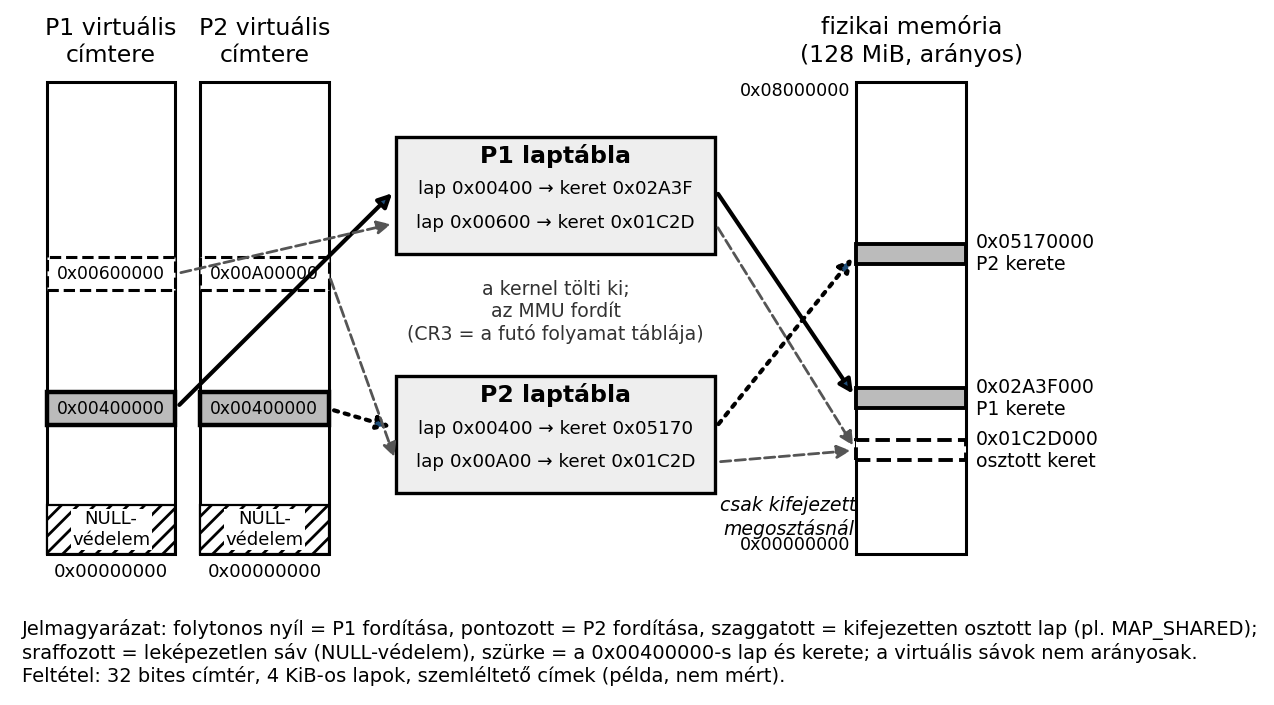 P1 virtuális
címtere
P2 virtuális
címtere
fizikai memória
(128 MiB, arányos)
0x08000000
P1 laptábla
lap 0x00400 → keret 0x02A3F
lap 0x00600 → keret 0x01C2D
0x00600000
0x00A00000
0x05170000
P2 kerete
a kernel tölti ki;
az MMU fordít
(CR3 = a futó folyamat táblája)
P2 laptábla
lap 0x00400 → keret 0x05170
lap 0x00A00 → keret 0x01C2D
0x00400000
0x00400000
0x02A3F000
P1 kerete
0x01C2D000
osztott keret
csak kifejezett
megosztásnál
0x00000000
NULL-
védelem
NULL-
védelem
0x00000000
0x00000000
Jelmagyarázat: folytonos nyíl = P1 fordítása, pontozott = P2 fordítása, szaggatott = kifejezetten osztott lap (pl. MAP_SHARED);
sraffozott = leképezetlen sáv (NULL-védelem), szürke = a 0x00400000-s lap és kerete; a virtuális sávok nem arányosak.
Feltétel: 32 bites címtér, 4 KiB-os lapok, szemléltető címek (példa, nem mért).